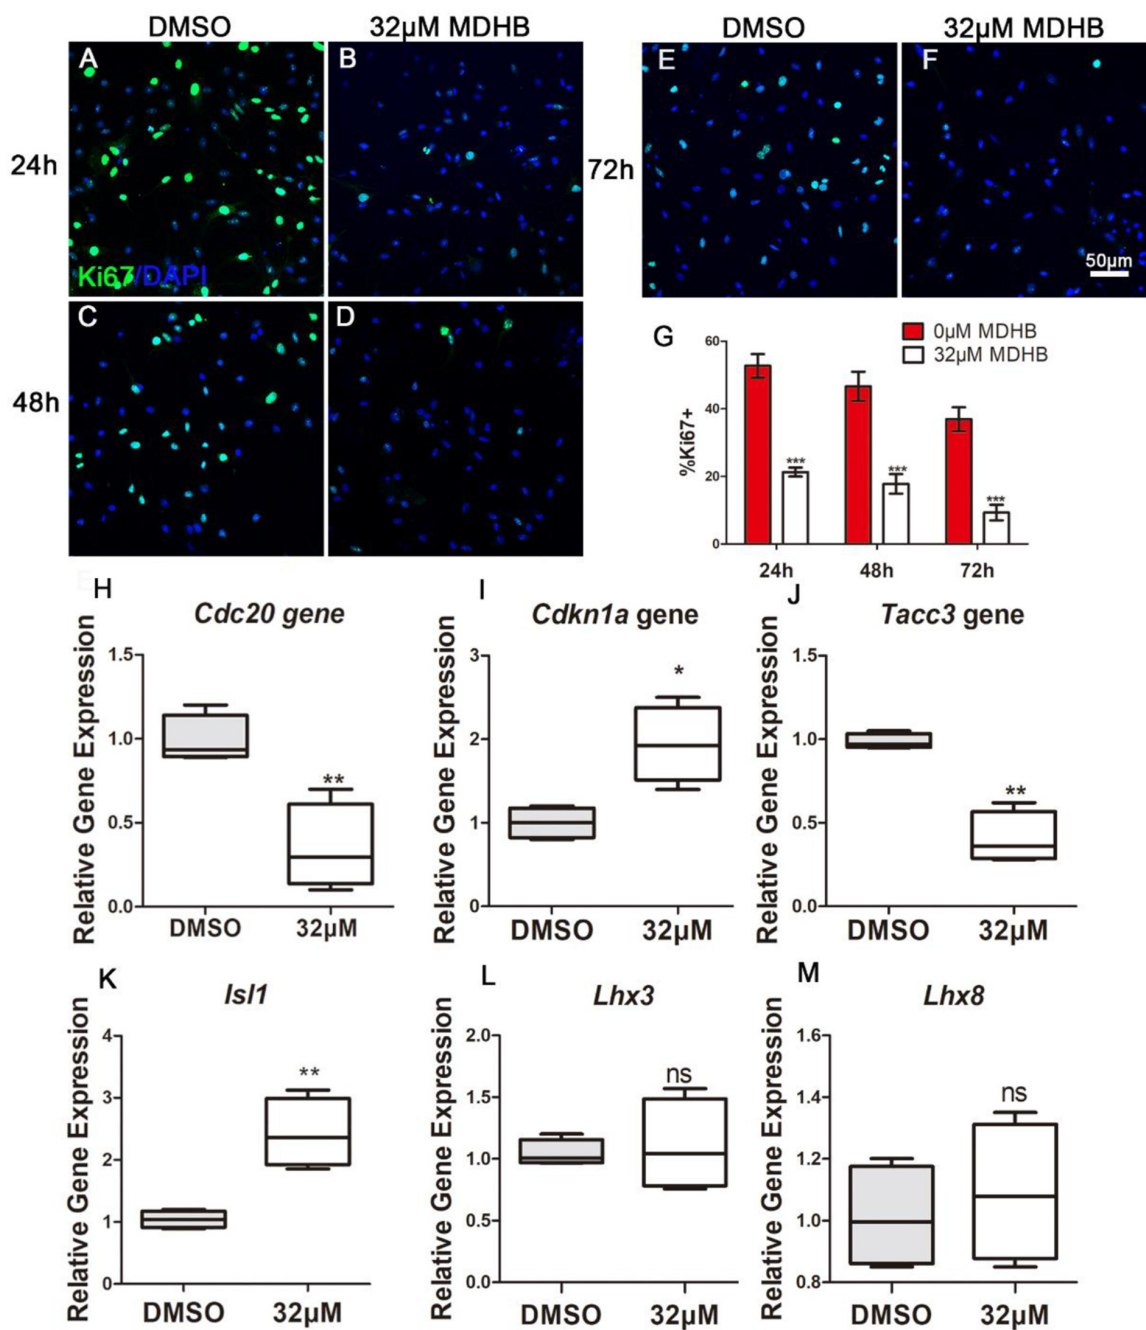 DMSO 32µM MDHB DMSO 32µM MDHB
A B E F
24h 72h
Ki67/DAPI 50µm
C D G
0µM MDHB
32µM MDHB
48h
%Ki67+
60
40
20
0
*** *** ***
24h 48h 72h
H I J
Cdc20 gene Cdkn1a gene Tacc3 gene
Relative Gene Expression
1.5
1.0
0.5
0.0
**
DMSO 32µM
Relative Gene Expression
3
2
1
0
*
DMSO 32µM
Relative Gene Expression
1.5
1.0
0.5
0.0
**
DMSO 32µM
K L M
Isl1 Lhx3 Lhx8
Relative Gene Expression
4
3
2
1
0
**
DMSO 32µM
Relative Gene Expression
2.0
1.5
1.0
0.5
0.0
ns
DMSO 32µM
Relative Gene Expression
1.6
1.4
1.2
1.0
0.8
ns
DMSO 32µM